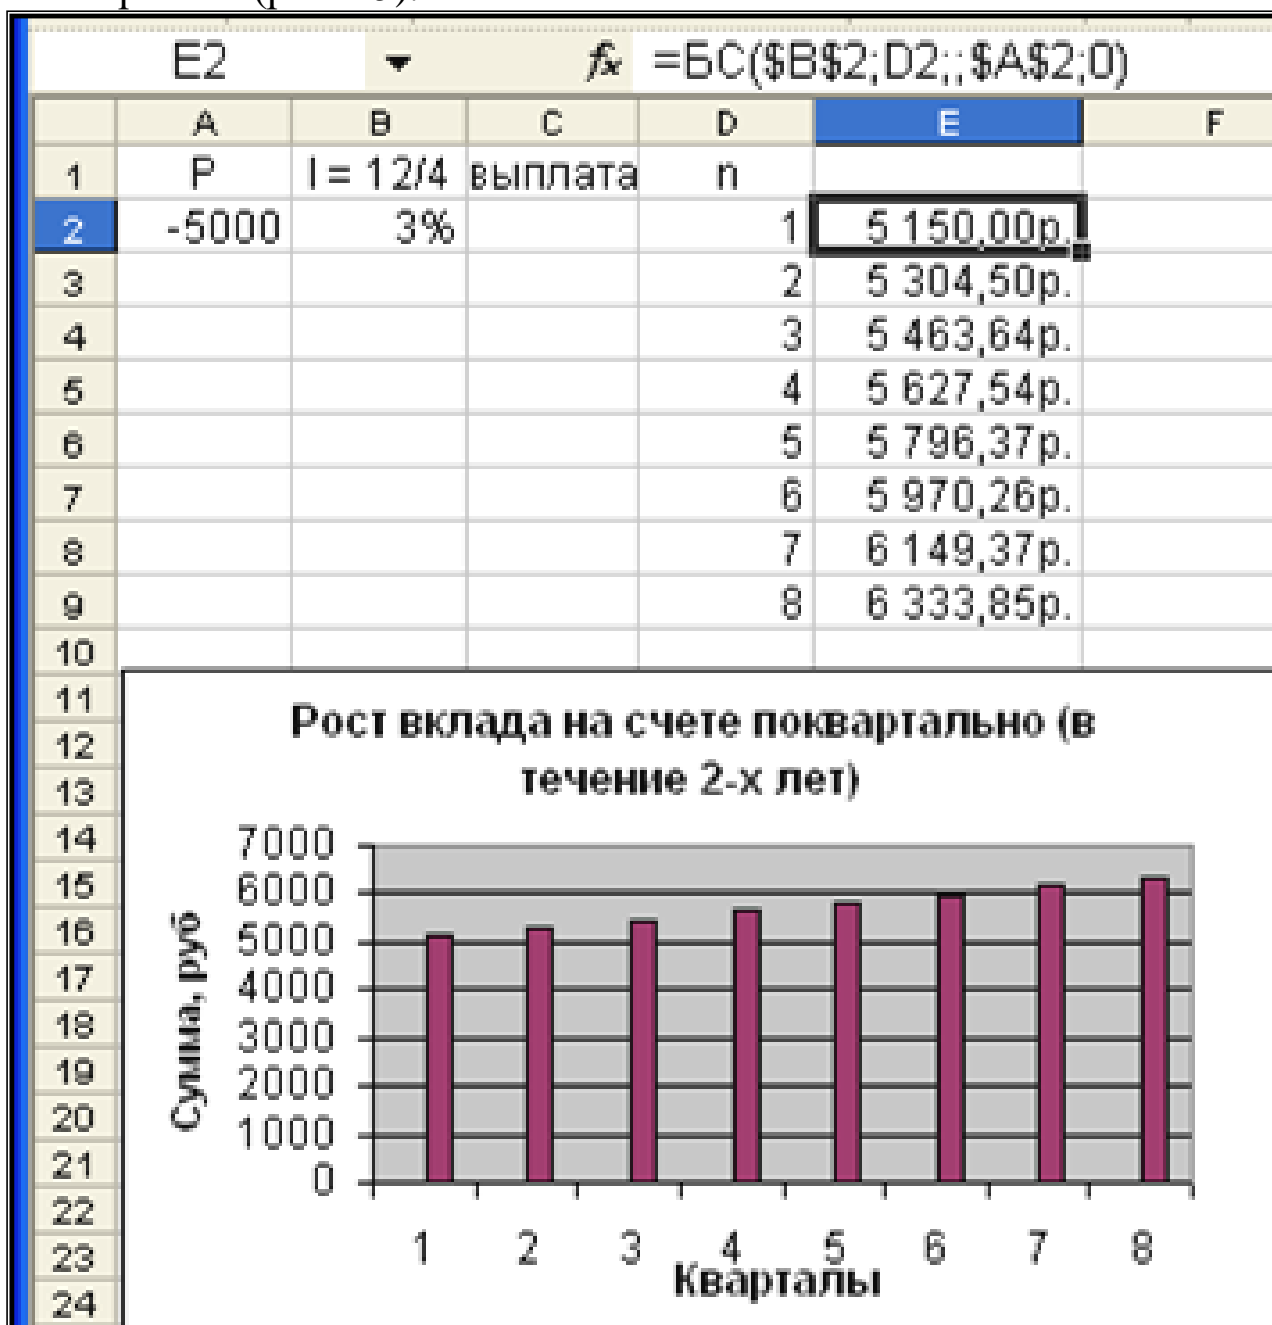 E2 fx =БС($B$2;D2;;$A$2;0)
A B C D E F
1 P I = 12/4 выплата n
2 -5000 3% 1 5 150,00р.
3 2 5 304,50р.
4 3 5 463,64р.
5 4 5 627,54р.
6 5 5 796,37р.
7 6 5 970,26р.
8 7 6 149,37р.
9 8 6 333,85р.
10
11
12
13
14
15
16
17
18
19
20
21
22
23
24
Рост вклада на счете поквартально (в
течение 2-х лет)
7000
6000
5000
4000
3000
2000
1000
0
Сумма, руб
1 2 3 4 5 6 7 8
Кварталы